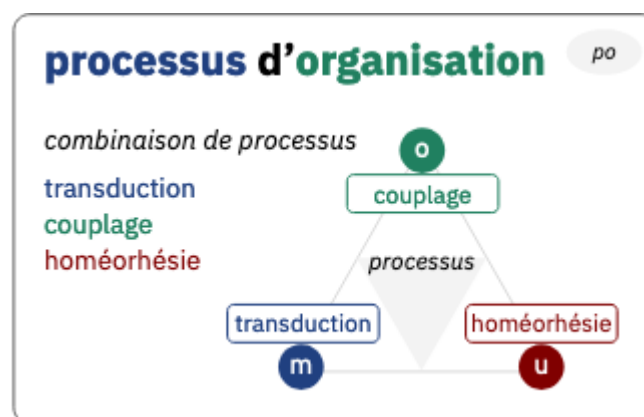 processus d'organisation
po
combinaison de processus
transduction
couplage
homéorhésie
o
couplage
processus
transduction
homéorhésie
m
u